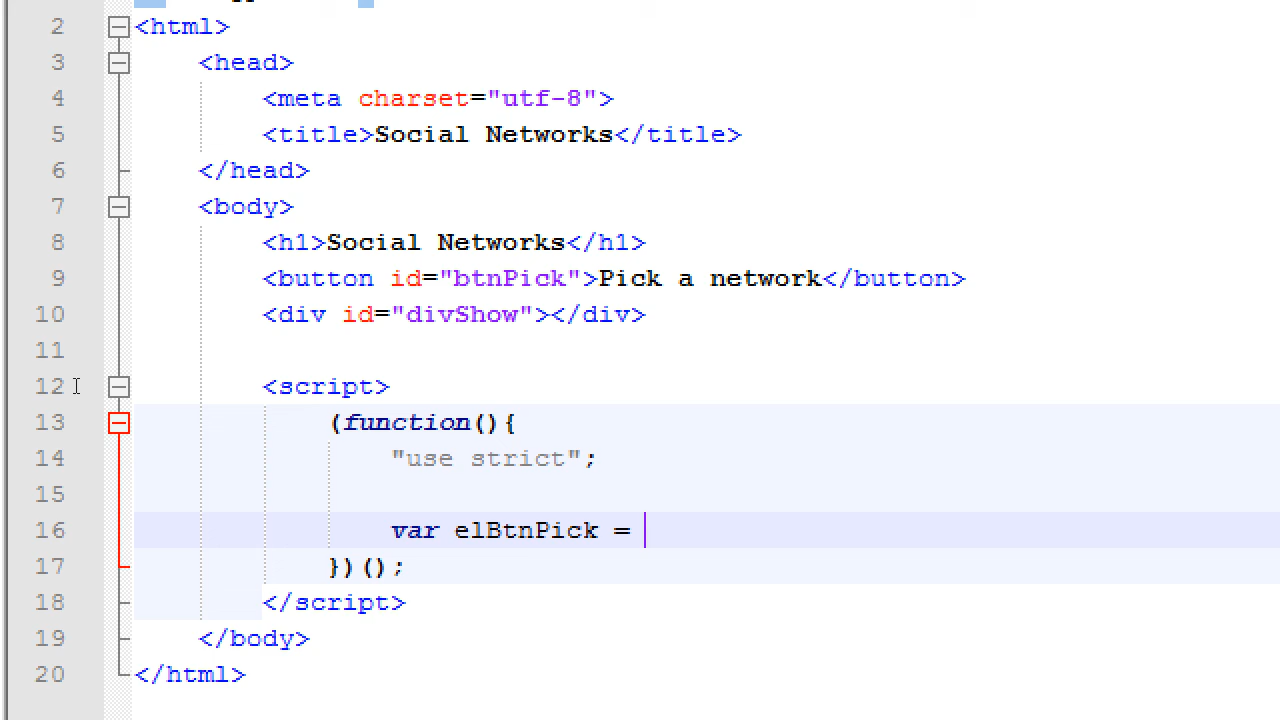 2 <html>
3 <head>
4 <meta charset="utf-8">
5 <title>Social Networks</title>
6 </head>
7 <body>
8 <h1>Social Networks</h1>
9 <button id="btnPick">Pick a network</button>
10 <div id="divShow"></div>
11
12 <script>
13 (function(){
14 "use strict";
15
16 var elBtnPick =
17 })();
18 </script>
19 </body>
20 </html>